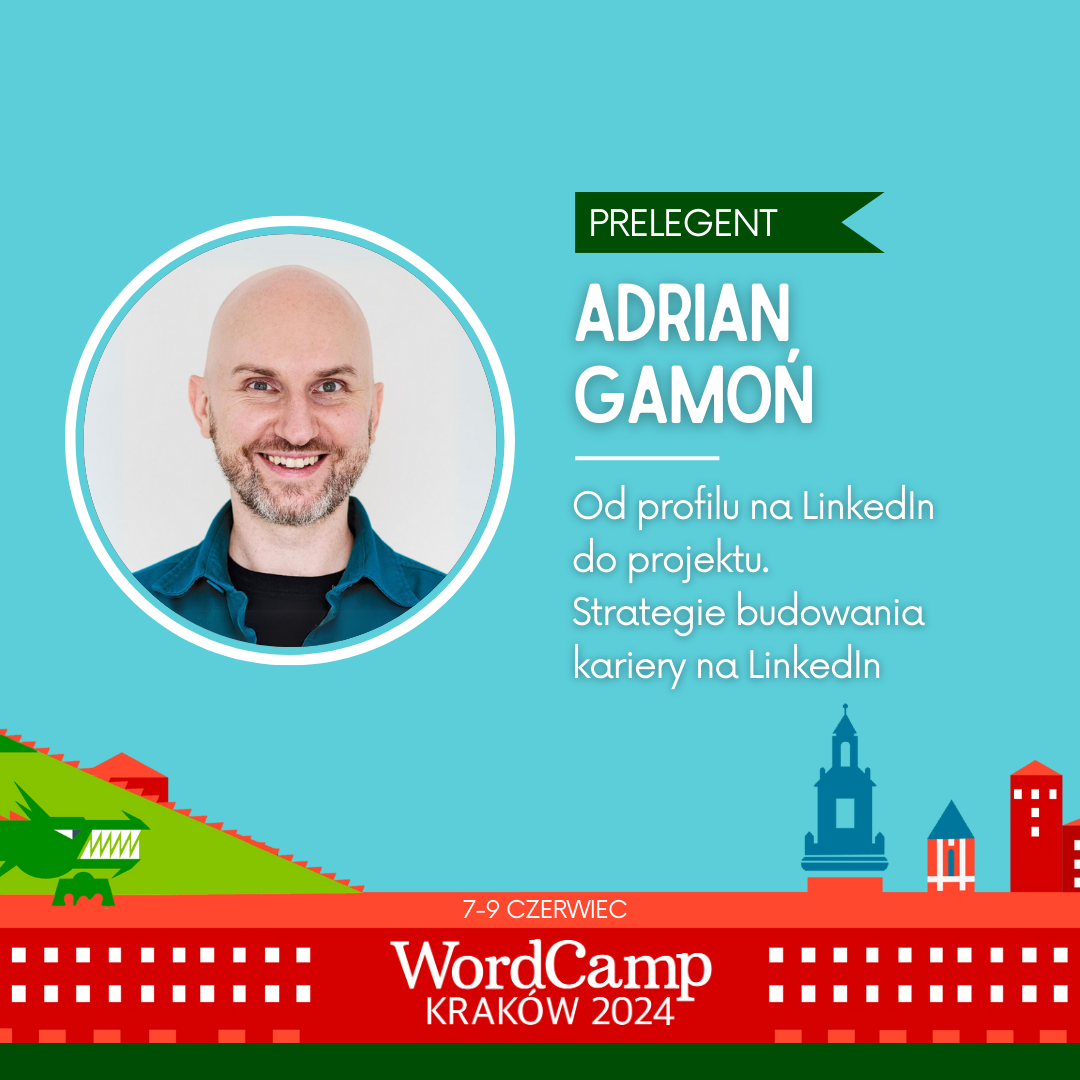 PRELEGENT
ADRIAN
GAMOŃ
Od profilu na LinkedIn
do projektu.
Strategie budowania
kariery na LinkedIn
7-9 CZERWIEC
WordCamp
KRAKÓW 2024